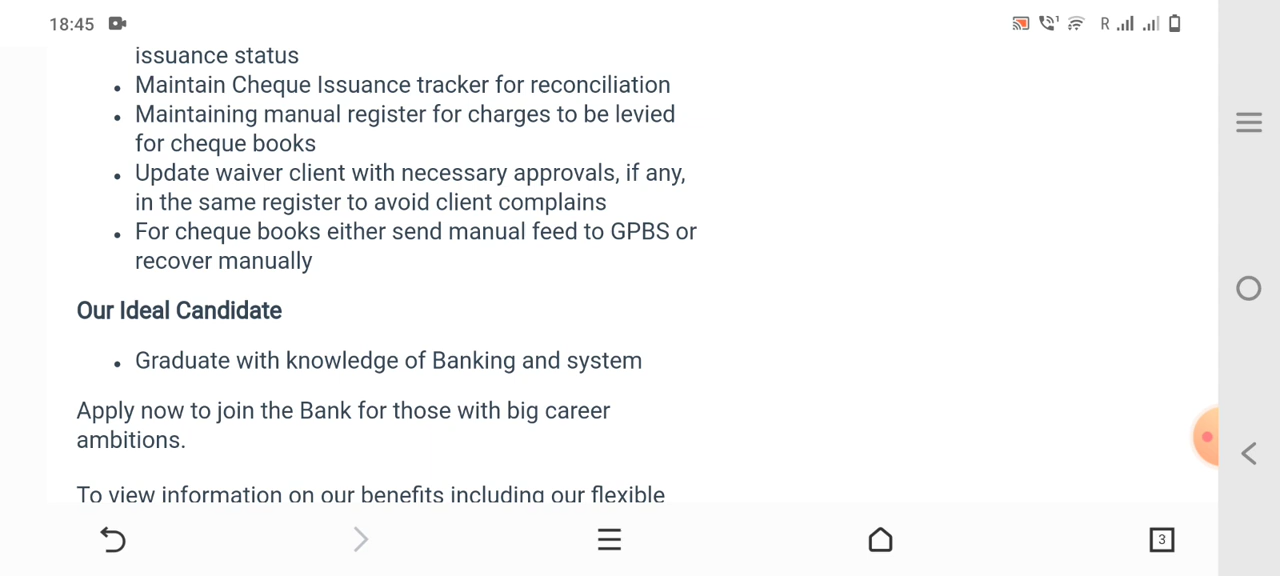 18:45
R
issuance status
• Maintain Cheque Issuance tracker for reconciliation
• Maintaining manual register for charges to be levied
for cheque books
• Update waiver client with necessary approvals, if any,
in the same register to avoid client complains
• For cheque books either send manual feed to GPBS or
recover manually
Our Ideal Candidate
• Graduate with knowledge of Banking and system
Apply now to join the Bank for those with big career
ambitions.
To view information on our benefits including our flexible
3